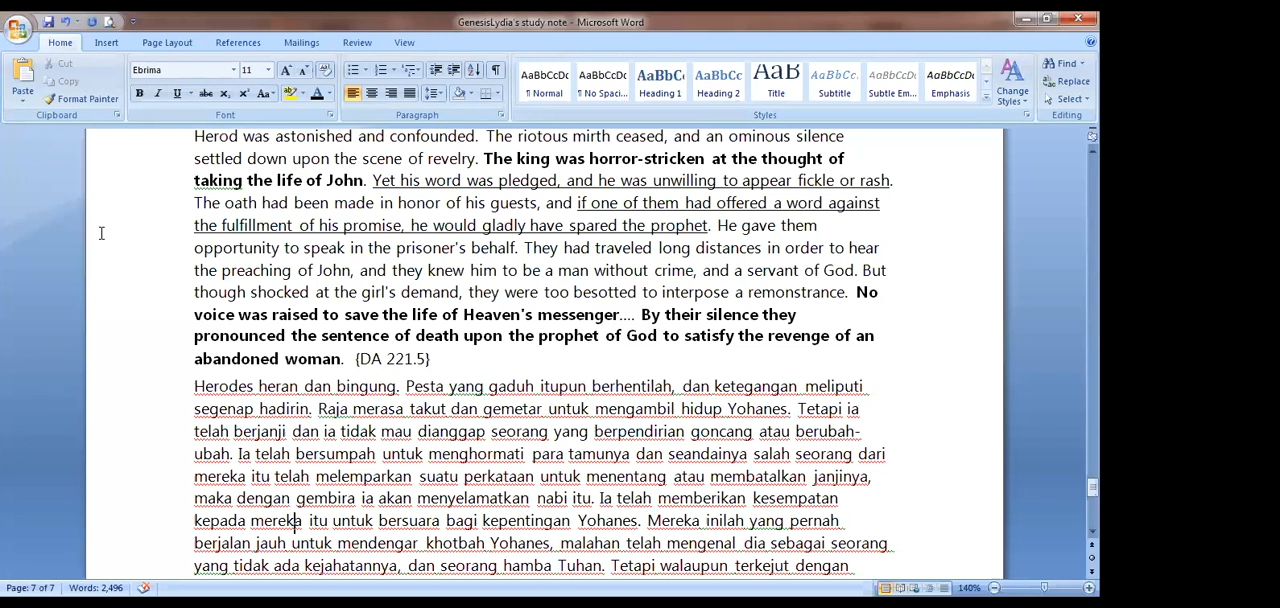 GenesisLydia's study note - Microsoft Word
Home Insert Page Layout References Mailings Review View
Paste
Cut
Copy
Format Painter
Clipboard
Ebrima 11
Font
Paragraph
AaBbCcDc AaBbCcDc AaBbC AaBbCc AaB AaBbCc. AaBbCcDc AaBbCcDc
¶ Normal ¶ No Spaci... Heading 1 Heading 2 Title Subtitle Subtle Em... Emphasis
Change
Styles
Styles
Find
Replace
Select
Editing
Herod was astonished and confounded. The riotous mirth ceased, and an ominous silence
settled down upon the scene of revelry. The king was horror-stricken at the thought of
taking the life of John. Yet his word was pledged, and he was unwilling to appear fickle or rash.
The oath had been made in honor of his guests, and if one of them had offered a word against
the fulfillment of his promise, he would gladly have spared the prophet. He gave them
opportunity to speak in the prisoner's behalf. They had traveled long distances in order to hear
the preaching of John, and they knew him to be a man without crime, and a servant of God. But
though shocked at the girl's demand, they were too besotted to interpose a remonstrance. No
voice was raised to save the life of Heaven's messenger.... By their silence they
pronounced the sentence of death upon the prophet of God to satisfy the revenge of an
abandoned woman. {DA 221.5}
Herodes heran dan bingung. Pesta yang gaduh itupun berhentilah, dan ketegangan meliputi
segenap hadirin. Raja merasa takut dan gemetar untuk mengambil hidup Yohanes. Tetapi ia
telah berjanji dan ia tidak mau dianggap seorang yang berpendirian goncang atau berubah-
ubah. Ia telah bersumpah untuk menghormati para tamunya dan seandainya salah seorang dari
mereka itu telah melemparkan suatu perkataan untuk menentang atau membatalkan janjinya,
maka dengan gembira ia akan menyelamatkan nabi itu. Ia telah memberikan kesempatan
kepada mereka itu untuk bersuara bagi kepentingan Yohanes. Mereka inilah yang pernah
berjalan jauh untuk mendengar khotbah Yohanes, malahan telah mengenal dia sebagai seorang
yang tidak ada kejahatannya, dan seorang hamba Tuhan. Tetapi walaupun terkejut dengan
Page: 7 of 7 Words: 2,496 140%